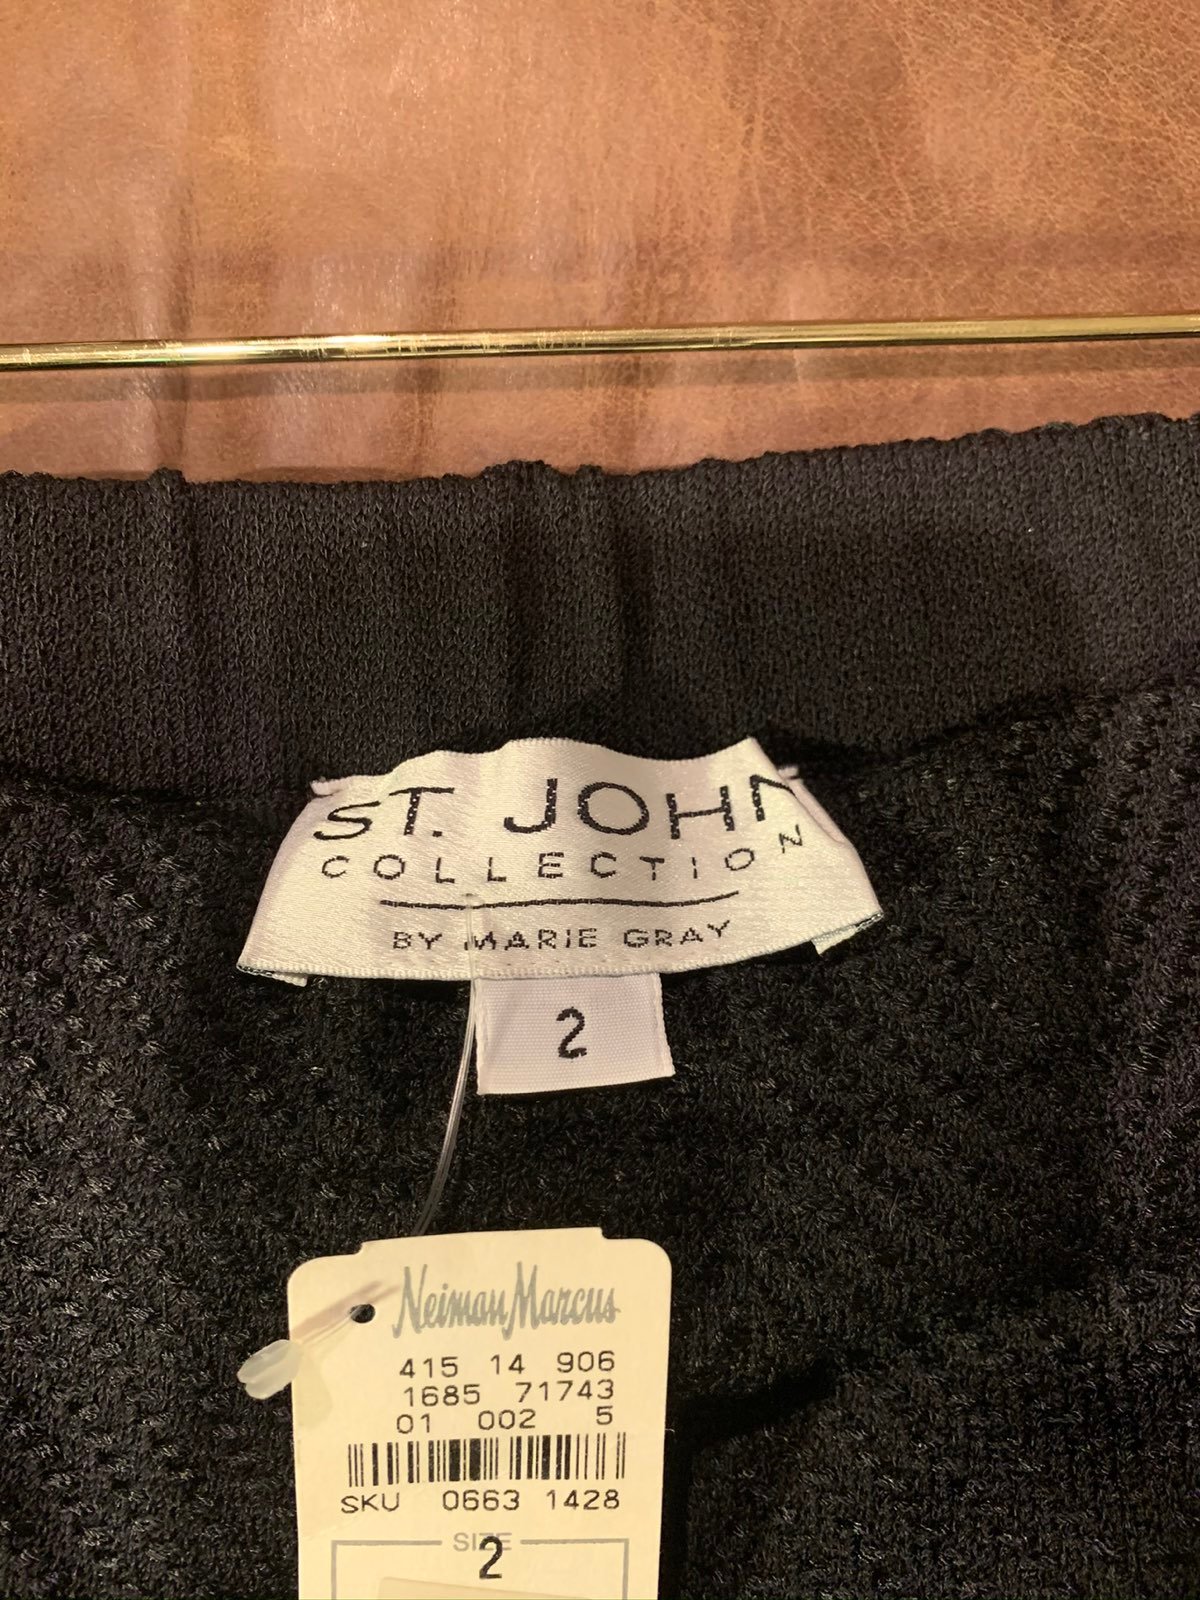 ST. JOHN
COLLECTION
BY MARIE GRAY
2
Neiman Marcus
415 14 906
1685 71743
01 002 5
SKU 0663 1428
SIZE
2